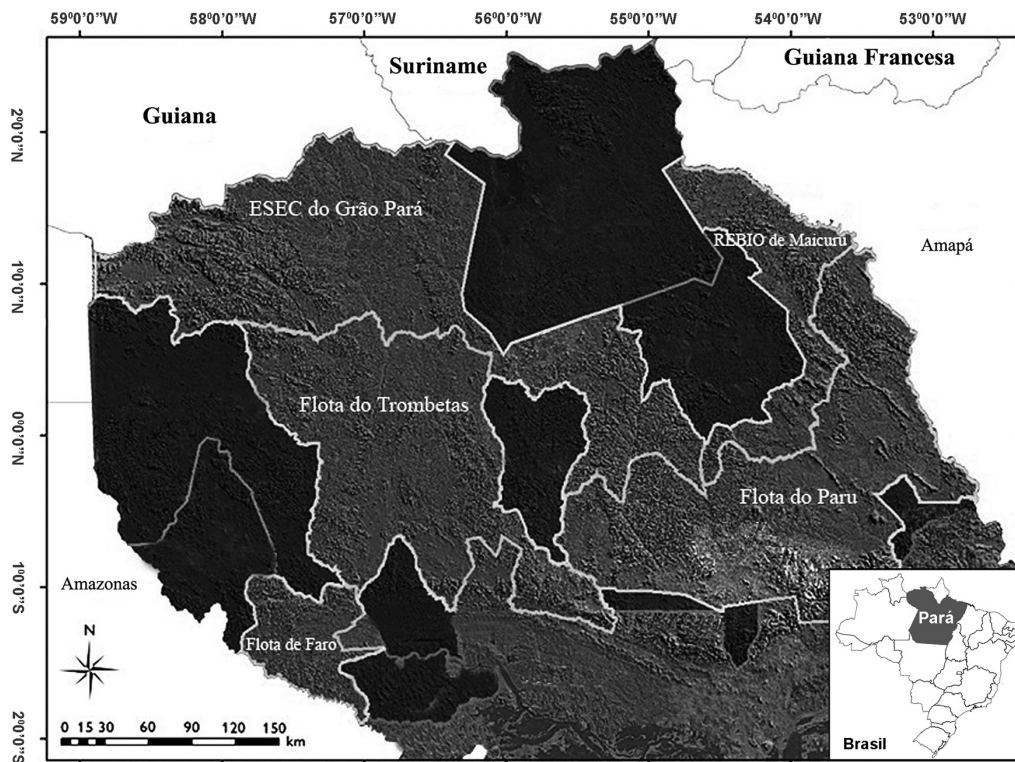 59°0'0''W 58°0'0''W 57°0'0''W 56°0'0''W 55°0'0''W 54°0'0''W 53°0'0''W
Suriname
Guiana Francesa
Guiana
2°0'0''N
ESEC do Grão Pará
REBIO de Maicuru
Amapá
1°0'0''N
Flota do Trombetas
0°0'0''N
Flota do Paru
Amazonas
1°0'0''S
Pará
Flota de Faro
N
0 15 30 60 90 120 150
km
2°0'0''S
Brasil